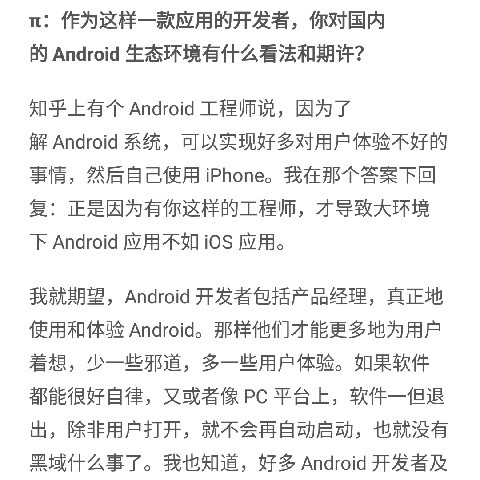 π：作为这样一款应用的开发者，你对国内
的 Android 生态环境有什么看法和期许？
知乎上有个 Android 工程师说，因为了
解 Android 系统，可以实现好多对用户体验不好的
事情，然后自己使用 iPhone。我在那个答案下回
复：正是因为有你这样的工程师，才导致大环境
下 Android 应用不如 iOS 应用。
我就期望，Android 开发者包括产品经理，真正地
使用和体验 Android。那样他们才能更多地为用户
着想，少一些邪道，多一些用户体验。如果软件
都能很好自律，又或者像 PC 平台上，软件一但退
出，除非用户打开，就不会再自动启动，也就没有
黑域什么事了。我也知道，好多 Android 开发者及